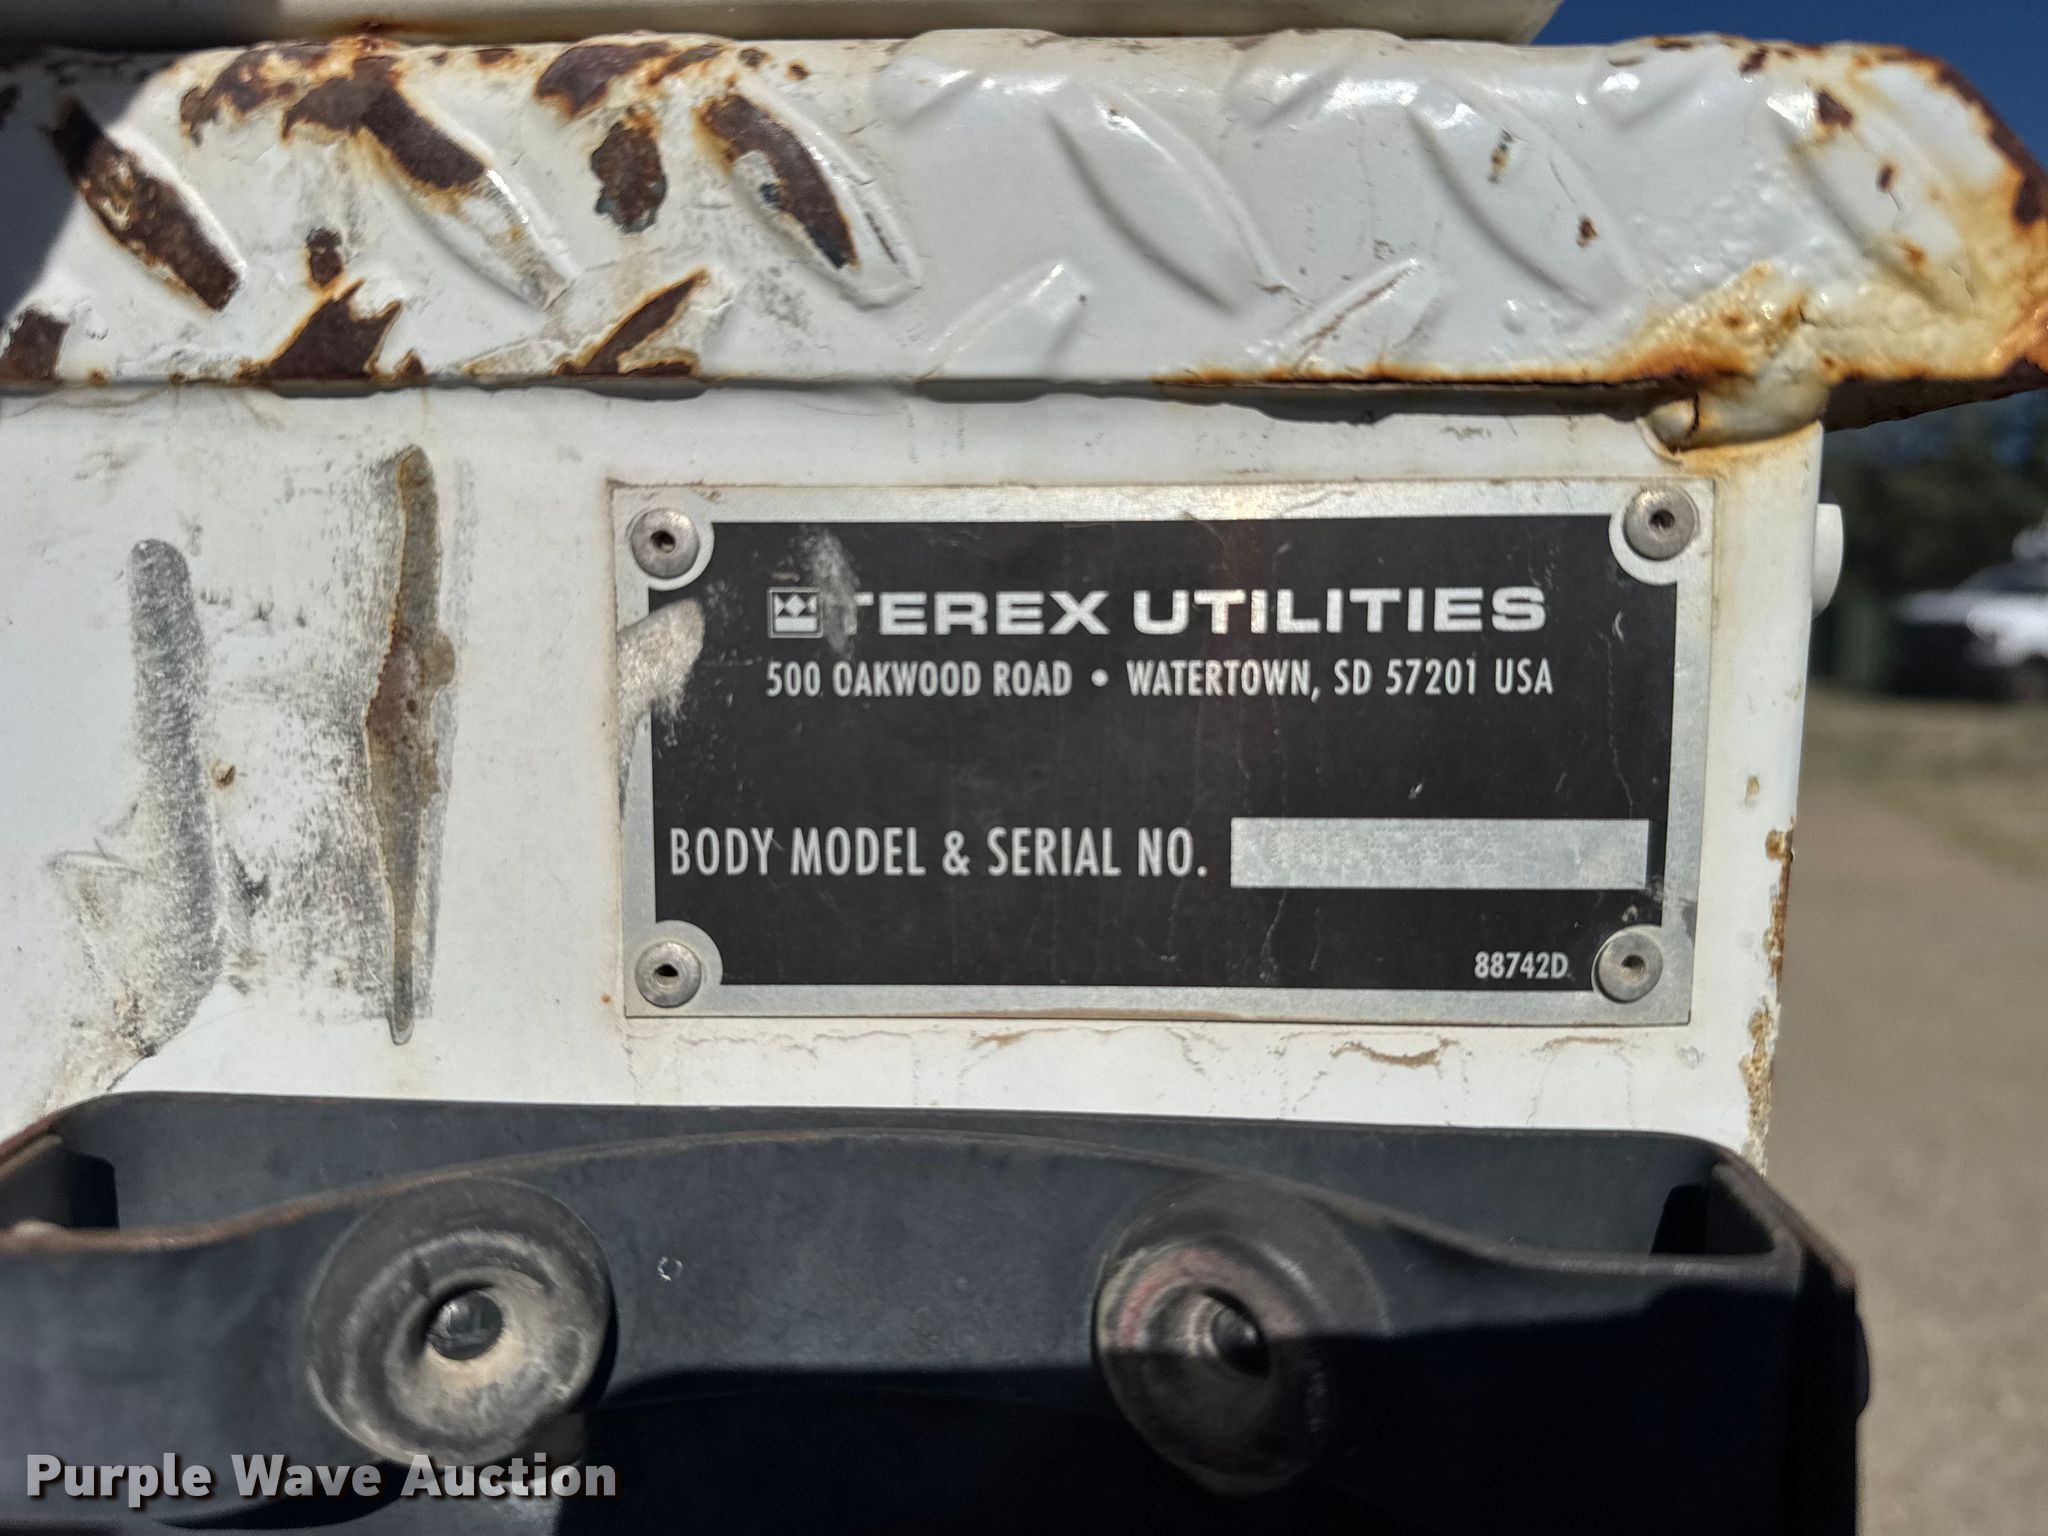 TEREX UTILITIES
500 OAKWOOD ROAD • WATERTOWN, SD 57201 USA
BODY MODEL & SERIAL NO.
88742D
Purple Wave Auction